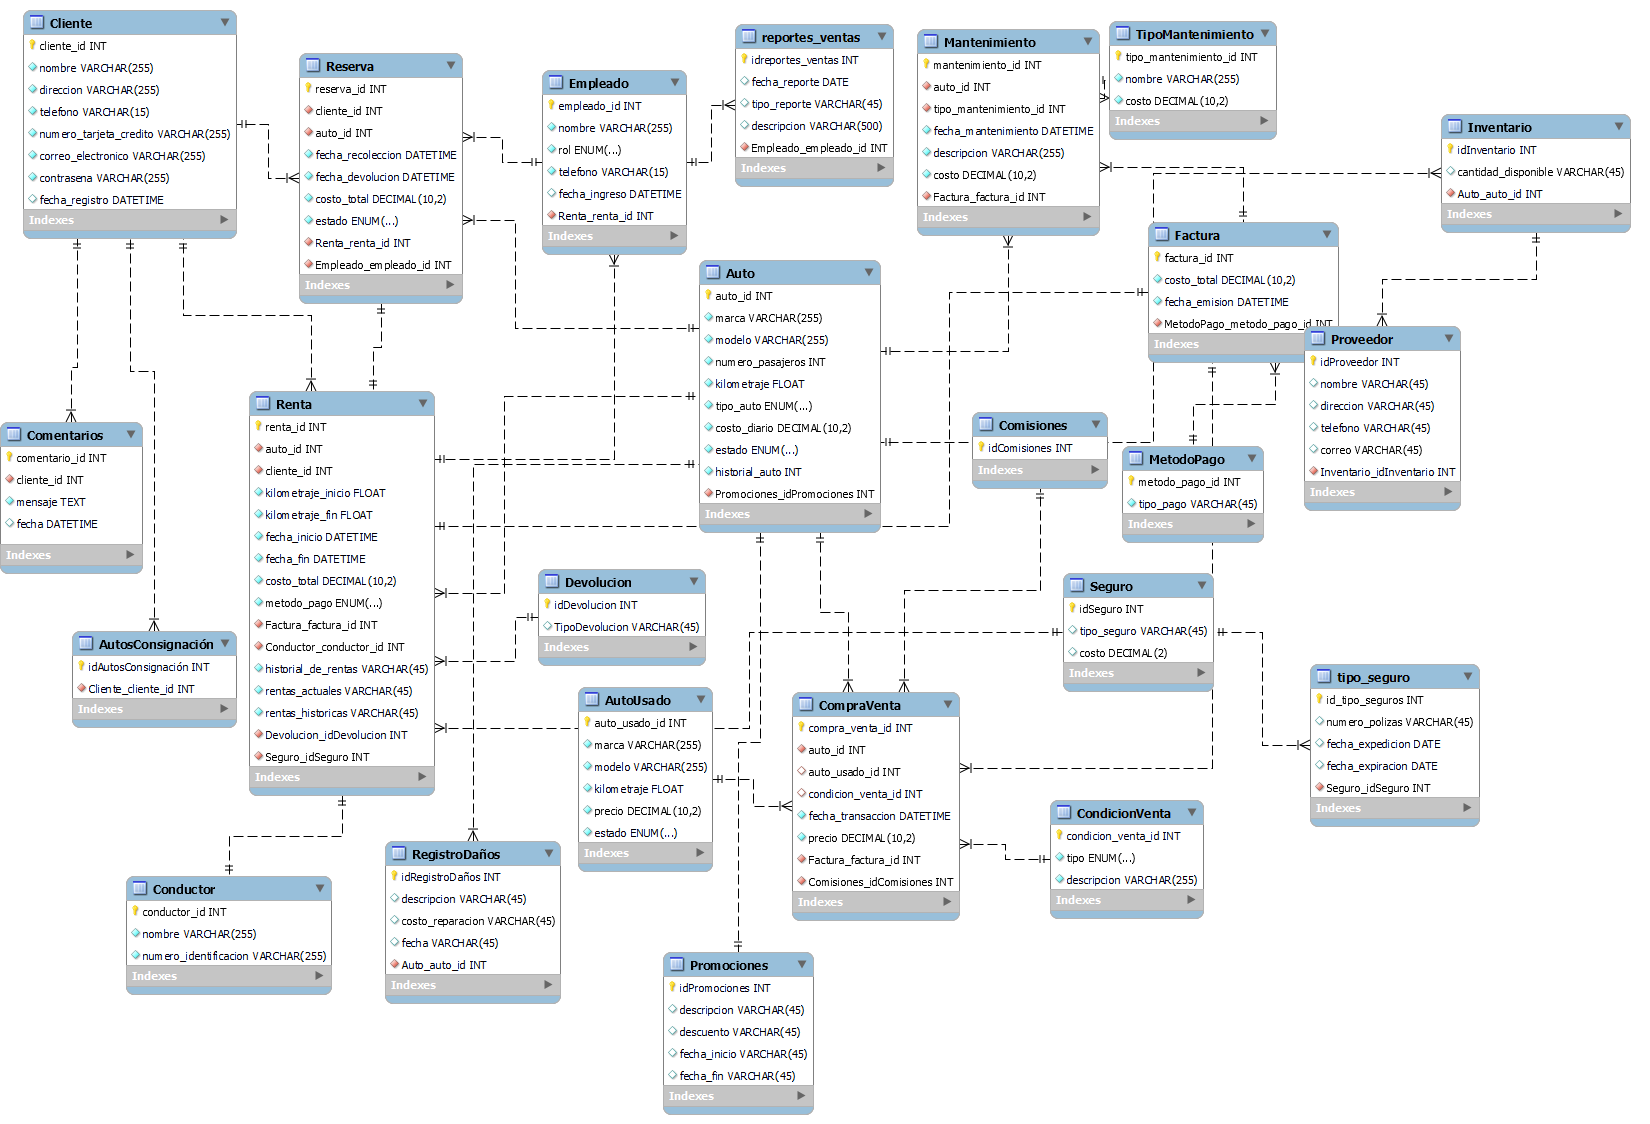 Cliente
cliente_id INT
nombre VARCHAR(255)
direccion VARCHAR(255)
telefono VARCHAR(15)
numero_tarjeta_credito VARCHAR(255)
correo_electronico VARCHAR(255)
contrasena VARCHAR(255)
fecha_registro DATETIME
Indexes
Reserva
reserva_id INT
cliente_id INT
auto_id INT
fecha_recoleccion DATETIME
fecha_devolucion DATETIME
costo_total DECIMAL(10,2)
estado ENUM(...)
Renta_renta_id INT
Empleado_empleado_id INT
Indexes
Empleado
empleado_id INT
nombre VARCHAR(255)
rol ENUM(...)
telefono VARCHAR(15)
fecha_ingreso DATETIME
Renta_renta_id INT
Indexes
reportes_ventas
idreportes_ventas INT
fecha_reporte DATE
tipo_reporte VARCHAR(45)
descripcion VARCHAR(500)
Empleado_empleado_id INT
Indexes
Mantenimiento
mantenimiento_id INT
auto_id INT
tipo_mantenimiento_id INT
fecha_mantenimiento DATETIME
descripcion VARCHAR(255)
costo DECIMAL(10,2)
Factura_factura_id INT
Indexes
TipoMantenimiento
tipo_mantenimiento_id INT
nombre VARCHAR(255)
costo DECIMAL(10,2)
Indexes
Inventario
idInventario INT
cantidad_disponible VARCHAR(45)
Auto_auto_id INT
Indexes
Factura
factura_id INT
costo_total DECIMAL(10,2)
fecha_emision DATETIME
MetodoPago_metodo_pago_id INT
Indexes
Proveedor
idProveedor INT
nombre VARCHAR(45)
direccion VARCHAR(45)
telefono VARCHAR(45)
correo VARCHAR(45)
Inventario_idInventario INT
Indexes
Auto
auto_id INT
marca VARCHAR(255)
modelo VARCHAR(255)
numero_pasajeros INT
kilometraje FLOAT
tipo_auto ENUM(...)
costo_diario DECIMAL(10,2)
estado ENUM(...)
historial_auto INT
Promociones_idPromociones INT
Indexes
Comisiones
idComisiones INT
Indexes
MetodoPago
metodo_pago_id INT
tipo_pago VARCHAR(45)
Indexes
Renta
renta_id INT
auto_id INT
cliente_id INT
kilometraje_inicio FLOAT
kilometraje_fin FLOAT
fecha_inicio DATETIME
fecha_fin DATETIME
costo_total DECIMAL(10,2)
metodo_pago ENUM(...)
Factura_factura_id INT
Conductor_conductor_id INT
historial_de_rentas VARCHAR(45)
rentas_actuales VARCHAR(45)
rentas_historicas VARCHAR(45)
Devolucion_idDevolucion INT
Seguro_idSeguro INT
Indexes
Comentarios
comentario_id INT
cliente_id INT
mensaje TEXT
fecha DATETIME
Indexes
AutosConsignación
idAutosConsignación INT
Cliente_cliente_id INT
Indexes
Devolucion
idDevolucion INT
TipoDevolucion VARCHAR(45)
Indexes
Seguro
idSeguro INT
tipo_seguro VARCHAR(45)
costo DECIMAL(2)
Indexes
tipo_seguro
id_tipo_seguros INT
numero_polizas VARCHAR(45)
fecha_expedicion DATE
fecha_expiracion DATE
Seguro_idSeguro INT
Indexes
AutoUsado
auto_usado_id INT
marca VARCHAR(255)
modelo VARCHAR(255)
kilometraje FLOAT
precio DECIMAL(10,2)
estado ENUM(...)
Indexes
CompraVenta
compra_venta_id INT
auto_id INT
auto_usado_id INT
condicion_venta_id INT
fecha_transaccion DATETIME
precio DECIMAL(10,2)
Factura_factura_id INT
Comisiones_idComisiones INT
Indexes
CondicionVenta
condicion_venta_id INT
tipo ENUM(...)
descripcion VARCHAR(255)
Indexes
Conductor
conductor_id INT
nombre VARCHAR(255)
numero_identificacion VARCHAR(255)
Indexes
RegistroDaños
idRegistroDaños INT
descripcion VARCHAR(45)
costo_reparacion VARCHAR(45)
fecha VARCHAR(45)
Auto_auto_id INT
Indexes
Promociones
idPromociones INT
descripcion VARCHAR(45)
descuento VARCHAR(45)
fecha_inicio VARCHAR(45)
fecha_fin VARCHAR(45)
Indexes